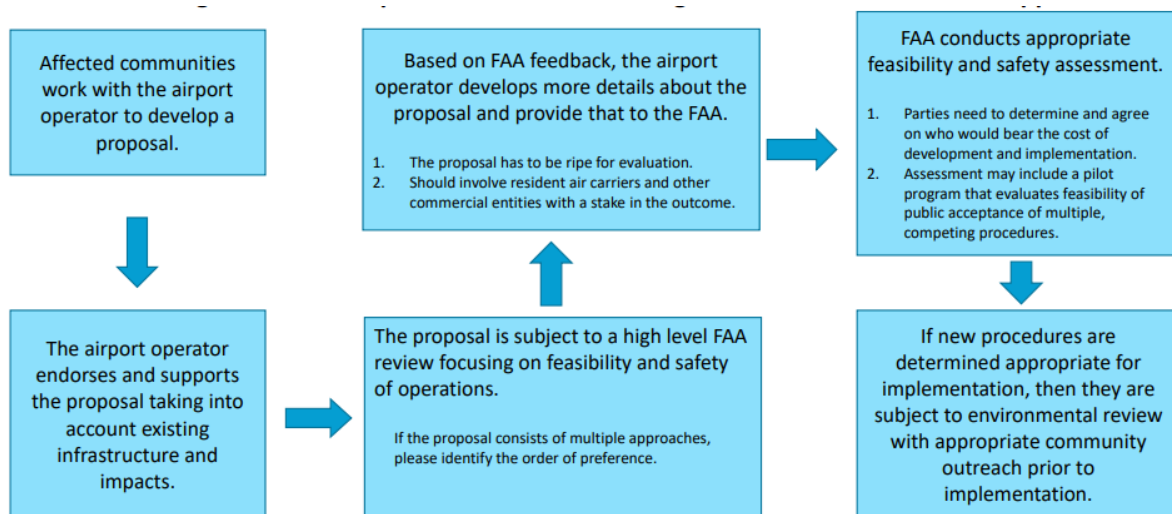 Affected communities
work with the airport
operator to develop a
proposal.
The airport operator
endorses and supports
the proposal taking into
account existing
infrastructure and
impacts.
The proposal is subject to a high level FAA
review focusing on feasibility and safety
of operations.
If the proposal consists of multiple approaches,
please identify the order of preference.
Based on FAA feedback, the airport
operator develops more details about the
proposal and provide that to the FAA.
1. The proposal has to be ripe for evaluation.
2. Should involve resident air carriers and other
commercial entities with a stake in the outcome.
FAA conducts appropriate
feasibility and safety assessment.
1. Parties need to determine and agree
on who would bear the cost of
development and implementation.
2. Assessment may include a pilot
program that evaluates feasibility of
public acceptance of multiple,
competing procedures.
If new procedures are
determined appropriate for
implementation, then they are
subject to environmental review
with appropriate community
outreach prior to
implementation.